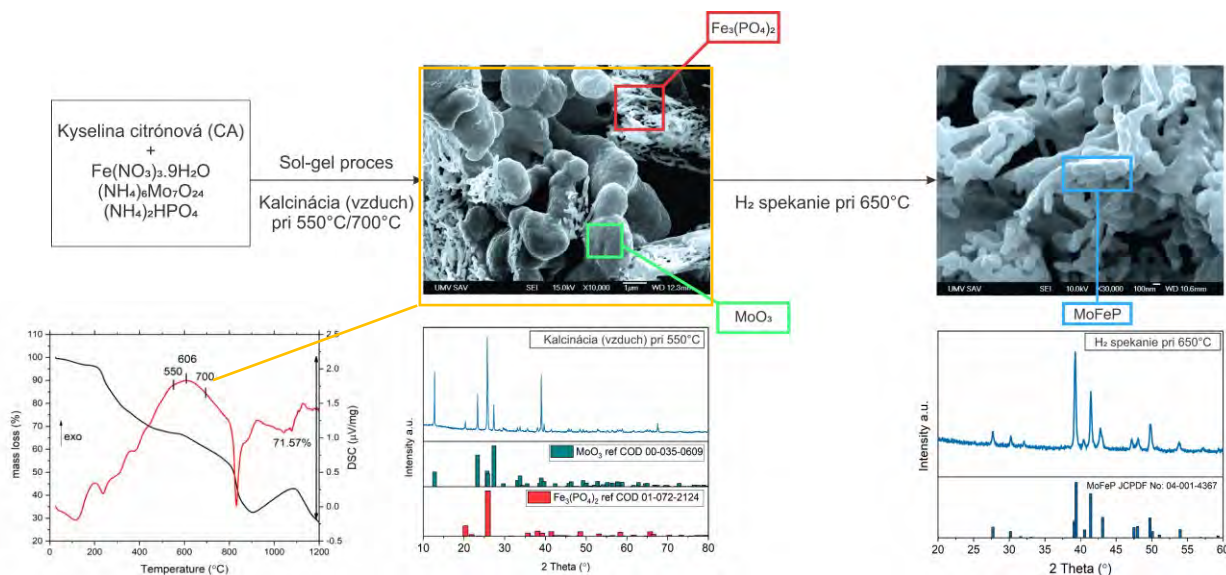 Fe₃(PO₄)₂
Kyselina citrónová (CA)
+
Fe(NO₃)₃.9H₂O
(NH₄)₆Mo₇O₂₄
(NH₄)₂HPO₄
Sol-gel proces
Kalcinácia (vzduch)
pri 550°C/700°C
UMV SAV SEI 15.0kV X10,000 1µm WD 12.3mm
MoO₃
H₂ spekanie pri 650°C
UMV SAV SEI 10.0kV X30,000 100nm WD 10.6mm
MoFeP
110
100
90
80
70
60
50
40
30
20
mass loss (%)
exo
550
606
700
71.57%
2.5
2.0
1.5
1.0
0.5
0.0
-0.5
DSC (µV/mg)
0 200 400 600 800 1000 1200
Temperature (°C)
Kalcinácia (vzduch) pri 550°C
Intensity a.u.
MoO₃ ref COD 00-035-0609
Fe₃(PO₄)₂ ref COD 01-072-2124
10 20 30 40 50 60 70 80
2 Theta (°)
H₂ spekanie pri 650°C
Intensity a.u.
MoFeP JCPDF No: 04-001-4367
20 25 30 35 40 45 50 55 60
2 Theta (°)